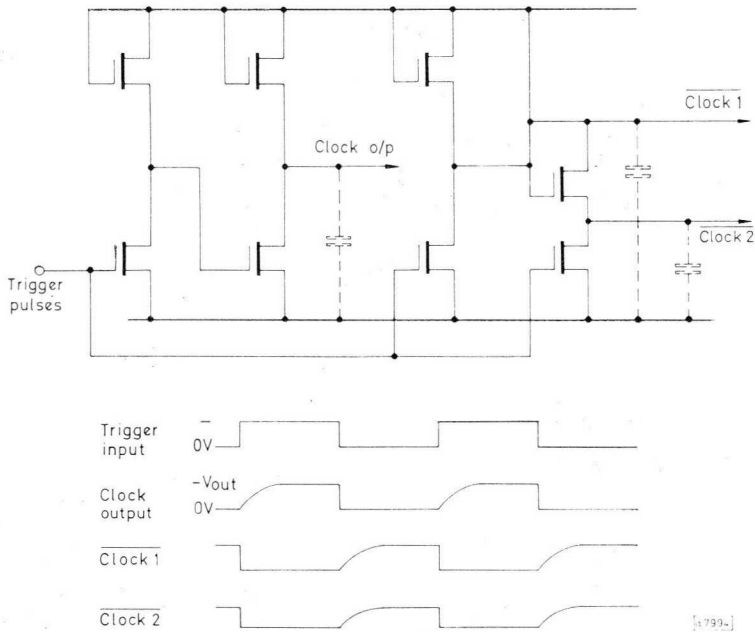 Clock 1
Clock o/p
Clock 2
Trigger
pulses
Trigger
input
–
0V
Clock
output
-Vout
0V
Clock 1
Clock 2